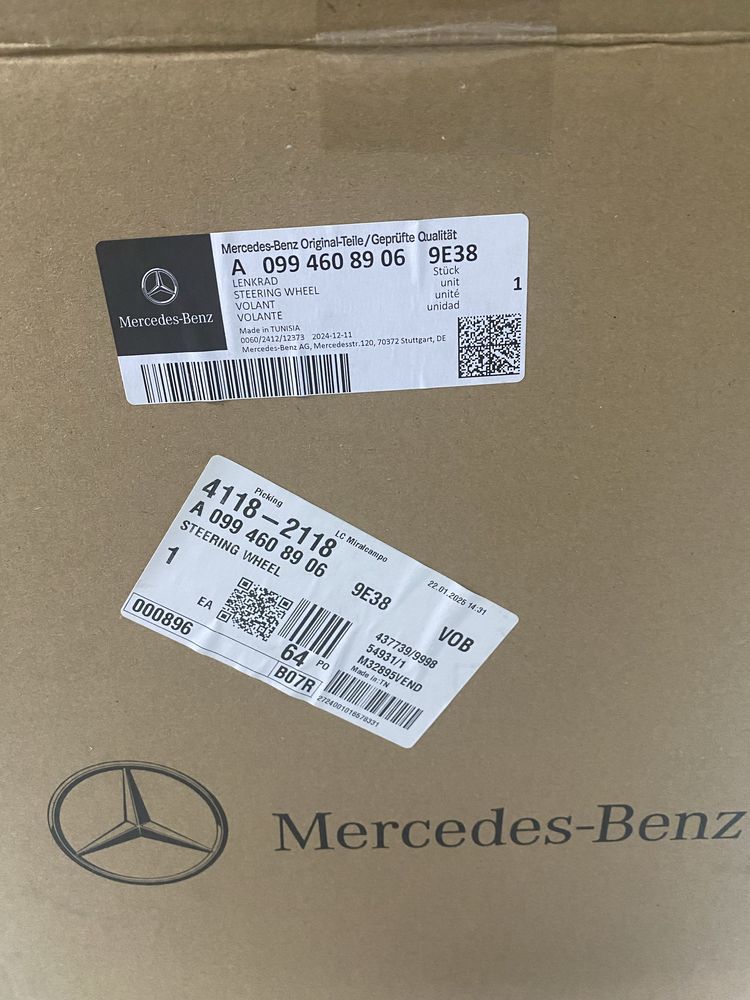 Mercedes-Benz Original-Teile/Geprüfte Qualität
A 099 460 89 06 9E38
LENKRAD
STEERING WHEEL
VOLANT
VOLANTE
Stück
unit
unité
unidad
1
Made in TUNISIA
0060/2412/12373 2024-12-11
Mercedes-Benz AG, Mercedesstr.120, 70372 Stuttgart, DE
Mercedes-Benz
Picking
4118-2118 LC Miralcampo
A 099 460 89 06 9E38
STEERING WHEEL
22.01.2025 14:31
1
EA
VOB
000896
64 PO
B07R
437739/9998
54931/1
M32895VEND
Made in TN
272400101657833 1
Mercedes-Benz